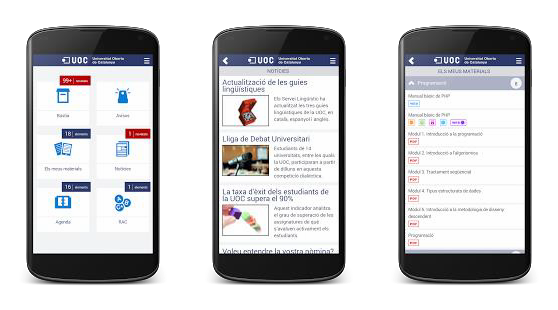 UOC
Universitat Oberta
de Catalunya
99+
Bústia
Avisos
18 elements
1
Els meus materials
Notícies
16 elements
1 elements
Agenda
RAC
UOC
Universitat Oberta
de Catalunya
NOTÍCIES
Actualització de les guies
lingüístiques
Els Servei Lingüístic ha
actualitzat les seves guies
lingüístiques de la UOC, en
català, espanyol i anglès.
Lliga de Debat Universitari
Estudiants de 14
universitats, entre les quals
la UOC, participaran a partir
de dilluns en aquesta
competició dialèctica
La taxa d'èxit dels estudiants de
la UOC supera el 90%
Aquest indicador analitza
el grau de superació de les
assignatures de què
s'avaluen activament els
estudiants.
Voleu entendre la vostra nòmina?
UOC
Universitat Oberta
de Catalunya
ELS MEUS MATERIALS
Programació
Manual bàsic de PHP
WEB
Manual bàsic de PHP
Mòdul 1. Introducció a la programació
PDF
Mòdul 2. Introducció a l'algorísmica
PDF
Mòdul 3. Tractament seqüencial
PDF
Mòdul 4. Tipus estructurats de dades
PDF
Mòdul 5. Introducció a la metodologia de disseny
descendent
PDF
Programació
PDF